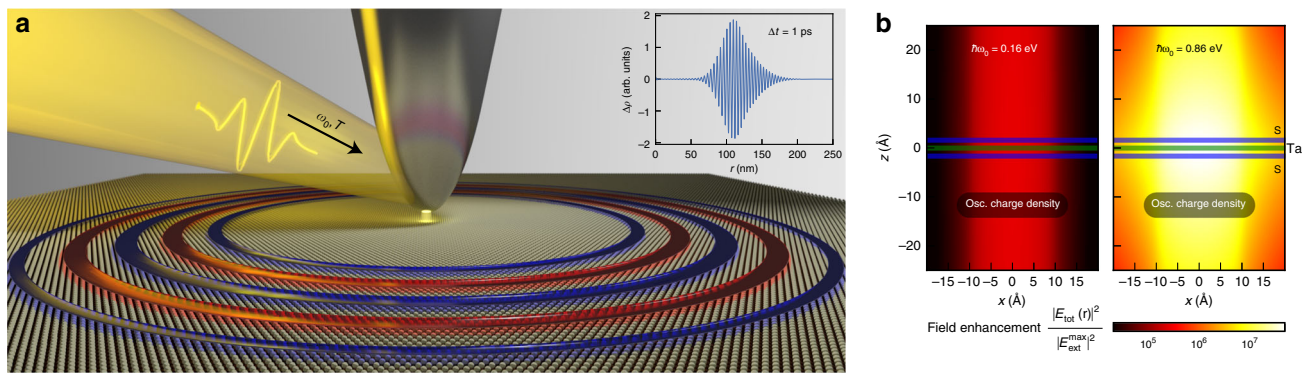 a
ω₀, T
Δρ (arb. units)
2
1
0
−1
−2
Δt = 1 ps
0
50
100
150
200
250
r (nm)
b
z (Å)
20
10
0
−10
−20
ℏω₀ = 0.16 eV
ℏω₀ = 0.86 eV
S
Ta
S
Osc. charge density
Osc. charge density
−15 −10 −5 0 5 10 15
−15 −10 −5 0 5 10 15
x (Å)
x (Å)
Field enhancement |E_tot (r)|² / |E_ext^max|²
10⁵
10⁶
10⁷